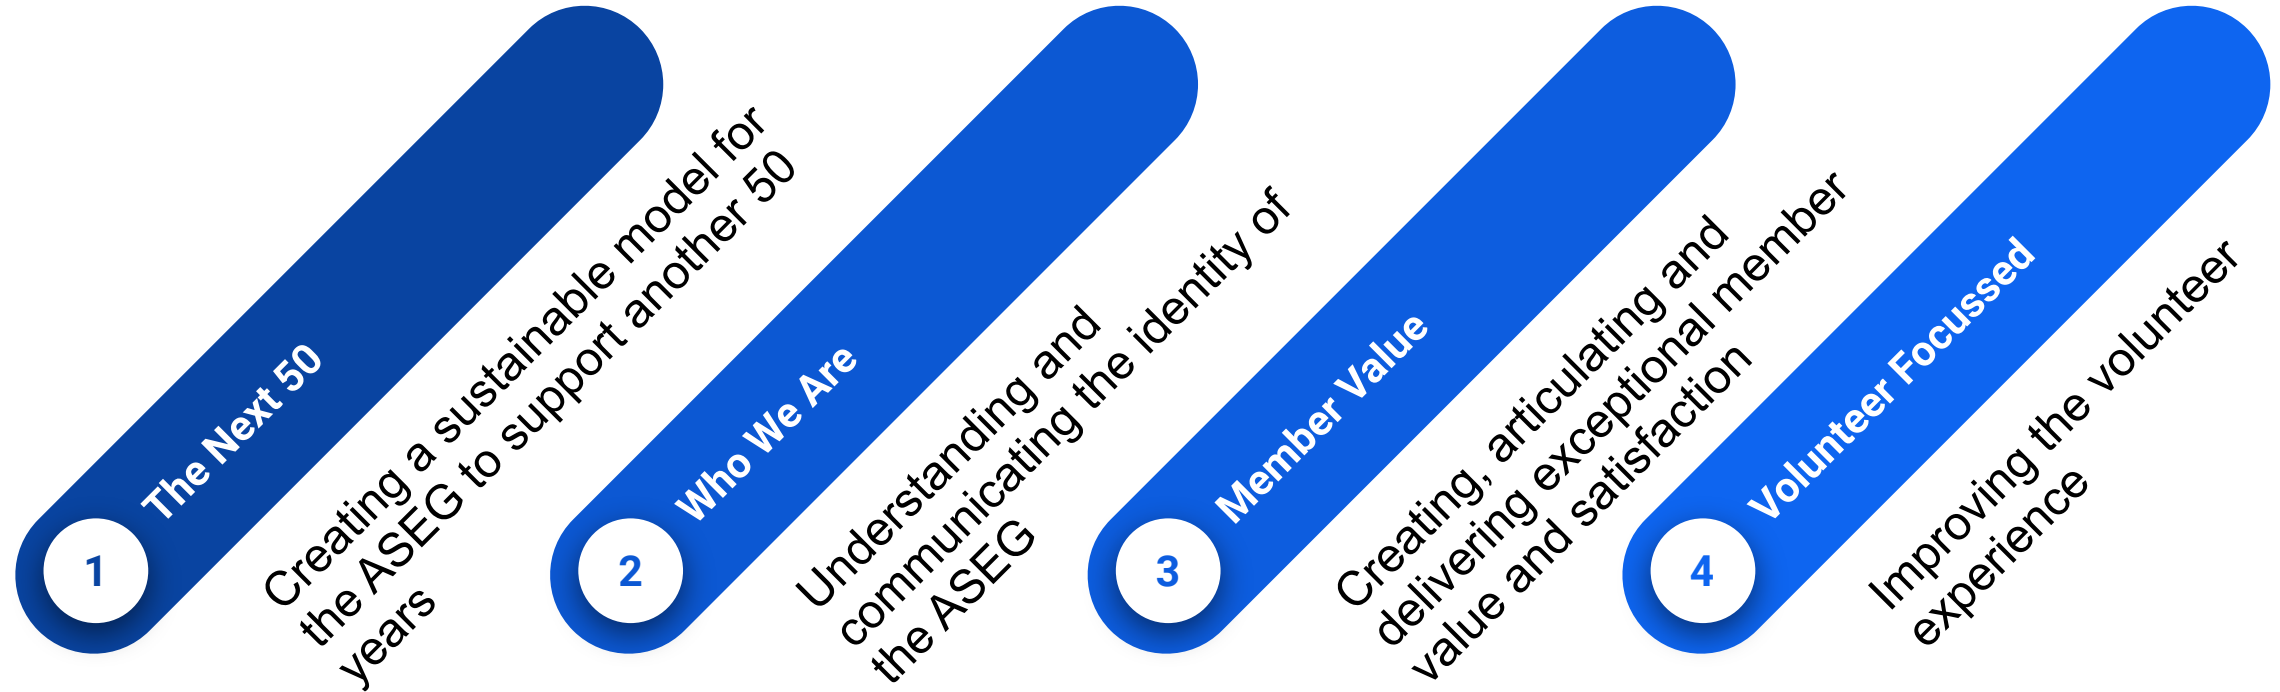 1
The Next 50
Creating a sustainable model for
the ASEG to support another 50
years
2
Who We Are
Understanding and
communicating the identity of
the ASEG
3
Member Value
Creating, articulating and
delivering exceptional member
value and satisfaction
4
Volunteer Focussed
Improving the volunteer
experience